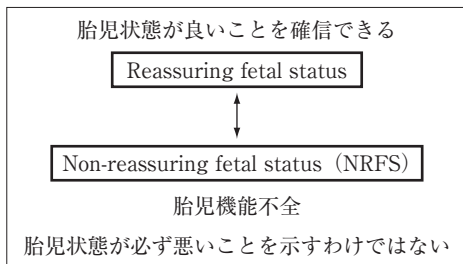 胎児状態が良いことを確信できる
Reassuring fetal status
Non-reassuring fetal status（NRFS）
胎児機能不全
胎児状態が必ず悪いことを示すわけではない